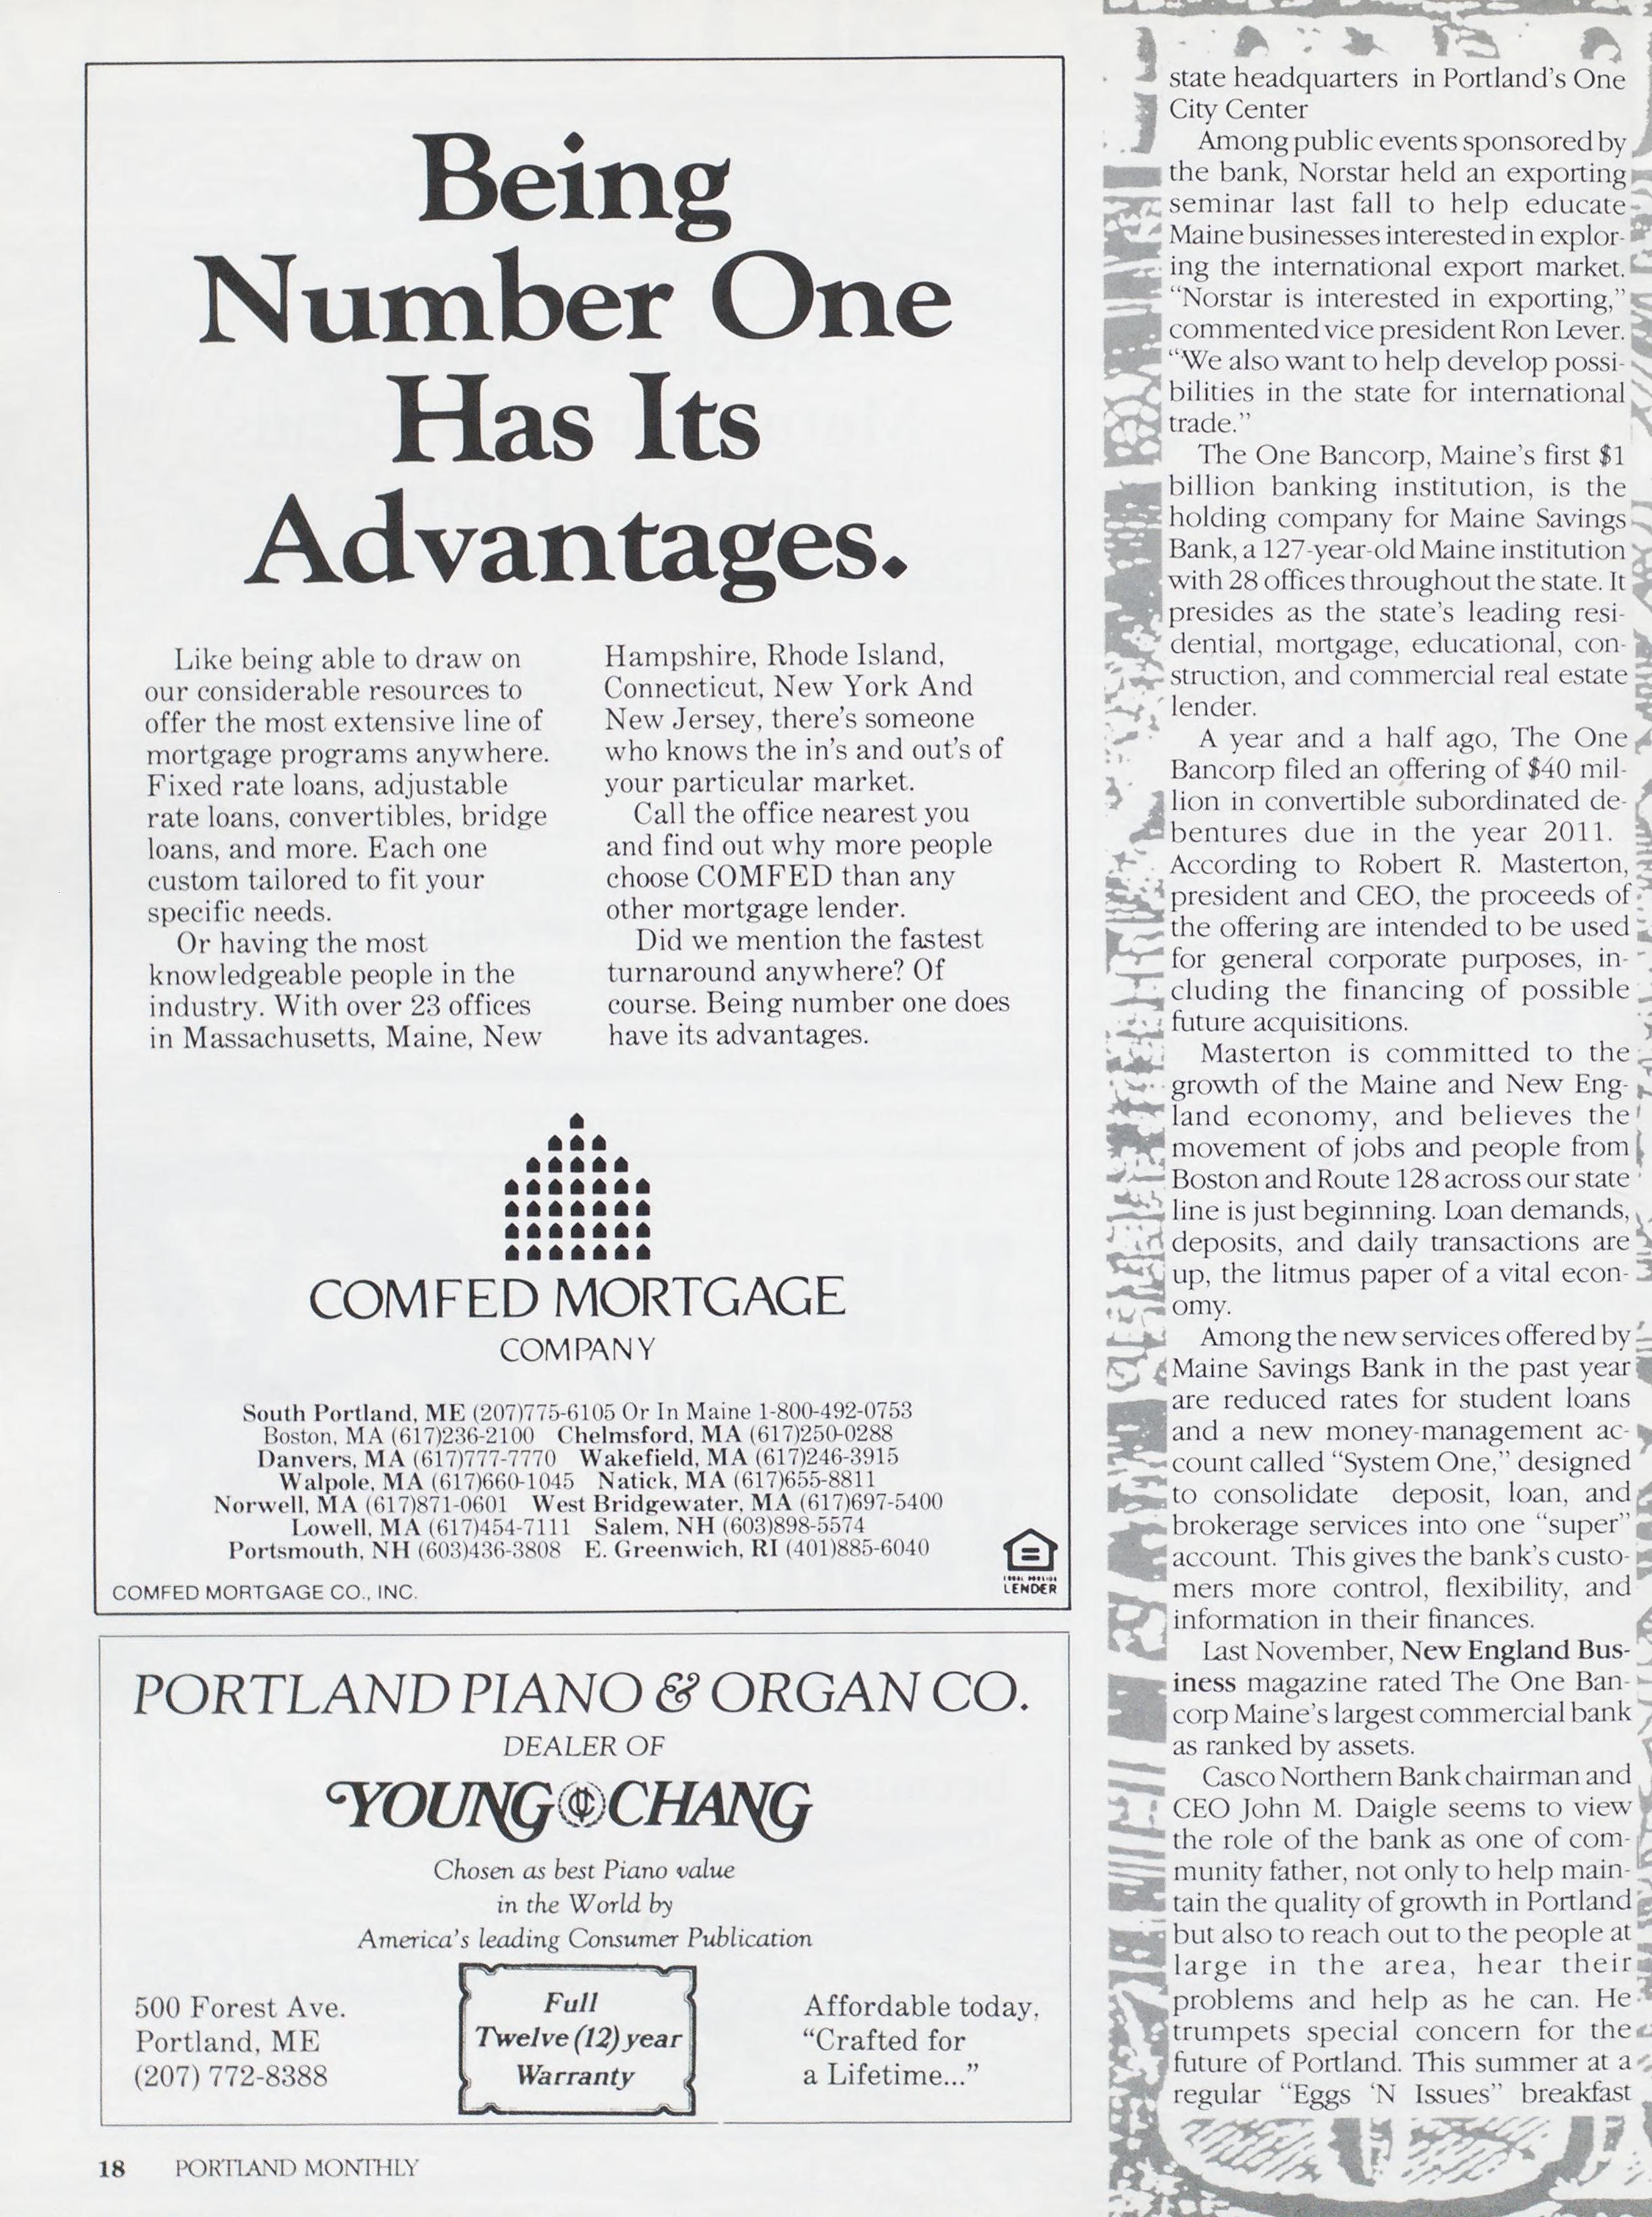 Being
Number One
Has Its
Advantages.
Like being able to draw on
our considerable resources to
offer the most extensive line of
mortgage programs anywhere.
Fixed rate loans, adjustable
rate loans, convertibles, bridge
loans, and more. Each one
custom tailored to fit your
specific needs.
Or having the most
knowledgeable people in the
industry. With over 23 offices
in Massachusetts, Maine, New
Hampshire, Rhode Island,
Connecticut, New York And
New Jersey, there's someone
who knows the in's and out's of
your particular market.
Call the office nearest you
and find out why more people
choose COMFED than any
other mortgage lender.
Did we mention the fastest
turnaround anywhere? Of
course. Being number one does
have its advantages.
COMFED MORTGAGE
COMPANY
South Portland, ME (207)775-6105 Or In Maine 1-800-492-0753
Boston, MA (617)236-2100 Chelmsford, MA (617)250-0288
Danvers, MA (617)777-7770 Wakefield, MA (617)246-3915
Walpole, MA (617)660-1045 Natick, MA (617)655-8811
Norwell, MA (617)871-0601 West Bridgewater, MA (617)697-5400
Lowell, MA (617)454-7111 Salem, NH (603)898-5574
Portsmouth, NH (603)436-3808 E. Greenwich, RI (401)885-6040
COMFED MORTGAGE CO., INC.
EQUAL HOUSING
LENDER
PORTLAND PIANO & ORGAN CO.
DEALER OF
YOUNG CHANG
Chosen as best Piano value
in the World by
America's leading Consumer Publication
500 Forest Ave.
Portland, ME
(207) 772-8388
Full
Twelve (12) year
Warranty
Affordable today,
"Crafted for
a Lifetime..."
18 PORTLAND MONTHLY
state headquarters in Portland's One
City Center
Among public events sponsored by
the bank, Norstar held an exporting
seminar last fall to help educate
Maine businesses interested in explor-
ing the international export market.
"Norstar is interested in exporting,"
commented vice president Ron Lever.
"We also want to help develop possi-
bilities in the state for international
trade."
The One Bancorp, Maine's first $1
billion banking institution, is the
holding company for Maine Savings
Bank, a 127-year-old Maine institution
with 28 offices throughout the state. It
presides as the state's leading resi-
dential, mortgage, educational, con-
struction, and commercial real estate
lender.
A year and a half ago, The One
Bancorp filed an offering of $40 mil-
lion in convertible subordinated de-
bentures due in the year 2011.
According to Robert R. Masterton,
president and CEO, the proceeds of
the offering are intended to be used
for general corporate purposes, in-
cluding the financing of possible
future acquisitions.
Masterton is committed to the
growth of the Maine and New Eng-
land economy, and believes the
movement of jobs and people from
Boston and Route 128 across our state
line is just beginning. Loan demands,
deposits, and daily transactions are
up, the litmus paper of a vital econ-
omy.
Among the new services offered by
Maine Savings Bank in the past year
are reduced rates for student loans
and a new money-management ac-
count called "System One," designed
to consolidate deposit, loan, and
brokerage services into one "super"
account. This gives the bank's custo-
mers more control, flexibility, and
information in their finances.
Last November, New England Bus-
iness magazine rated The One Ban-
corp Maine's largest commercial bank
as ranked by assets.
Casco Northern Bank chairman and
CEO John M. Daigle seems to view
the role of the bank as one of com-
munity father, not only to help main-
tain the quality of growth in Portland
but also to reach out to the people at
large in the area, hear their
problems and help as he can. He
trumpets special concern for the
future of Portland. This summer at a
regular "Eggs 'N Issues" breakfast